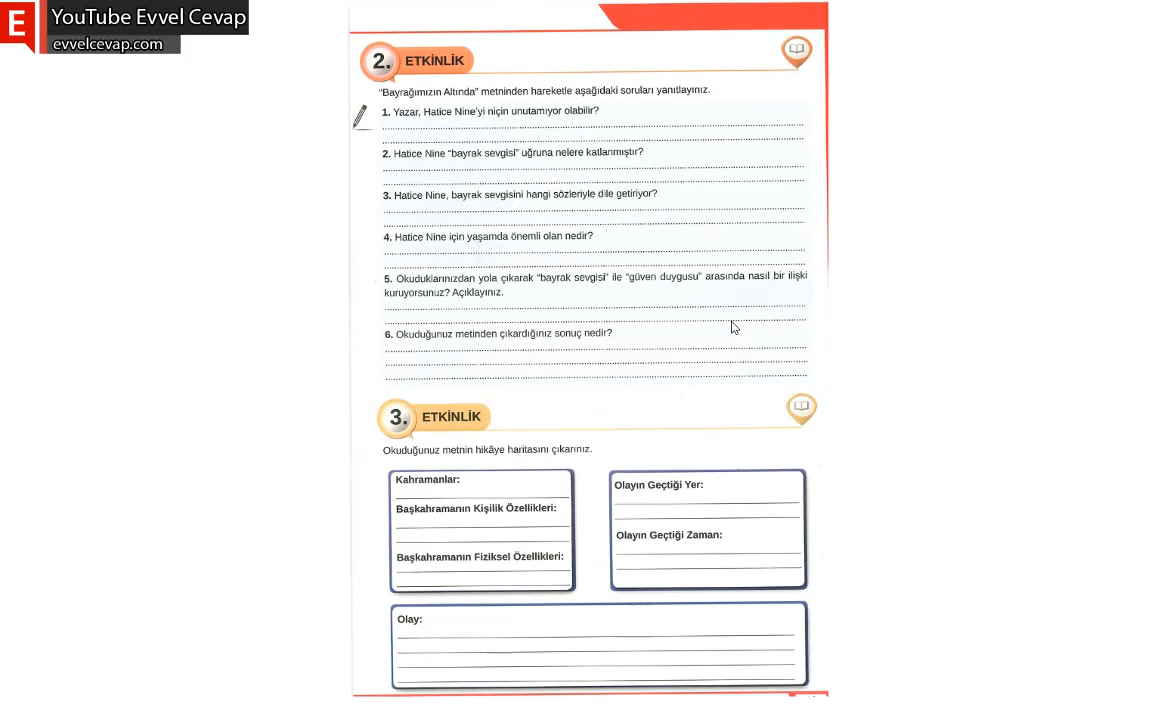 E
YouTube Evvel Cevap
evvelcevap.com
2. ETKİNLİK
“Bayrağımızın Altında” metninden hareketle aşağıdaki soruları yanıtlayınız.
1. Yazar, Hatice Nine’yi niçin unutamıyor olabilir?
2. Hatice Nine “bayrak sevgisi” uğruna nelere katlanmıştır?
3. Hatice Nine, bayrak sevgisini hangi sözleriyle dile getiriyor?
4. Hatice Nine için yaşamda önemli olan nedir?
5. Okuduklarınızdan yola çıkarak “bayrak sevgisi” ile “güven duygusu” arasında nasıl bir ilişki
kuruyorsunuz? Açıklayınız.
6. Okuduğunuz metinden çıkardığınız sonuç nedir?
3. ETKİNLİK
Okuduğunuz metnin hikâye haritasını çıkarınız.
Kahramanlar:
Başkahramanın Kişilik Özellikleri:
Başkahramanın Fiziksel Özellikleri:
Olayın Geçtiği Yer:
Olayın Geçtiği Zaman:
Olay: